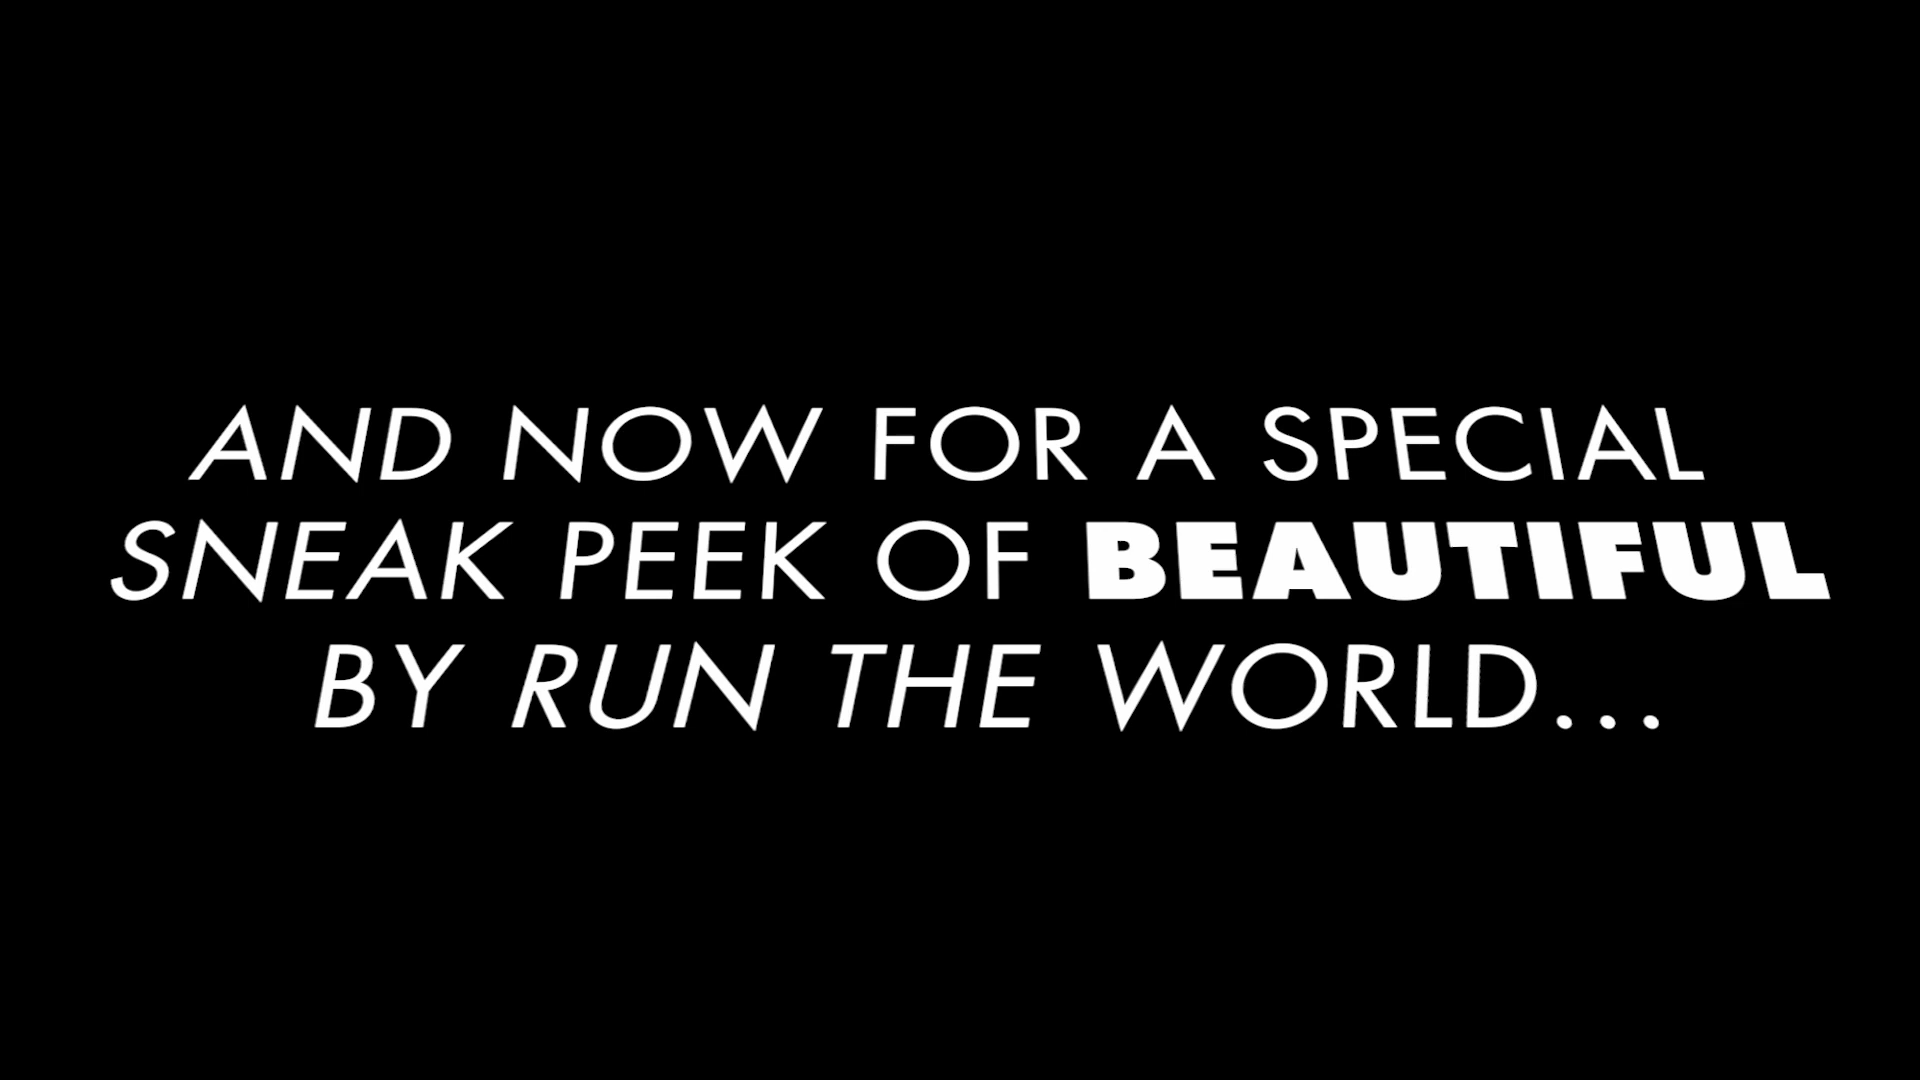 AND NOW FOR A SPECIAL
SNEAK PEEK OF BEAUTIFUL
BY RUN THE WORLD...